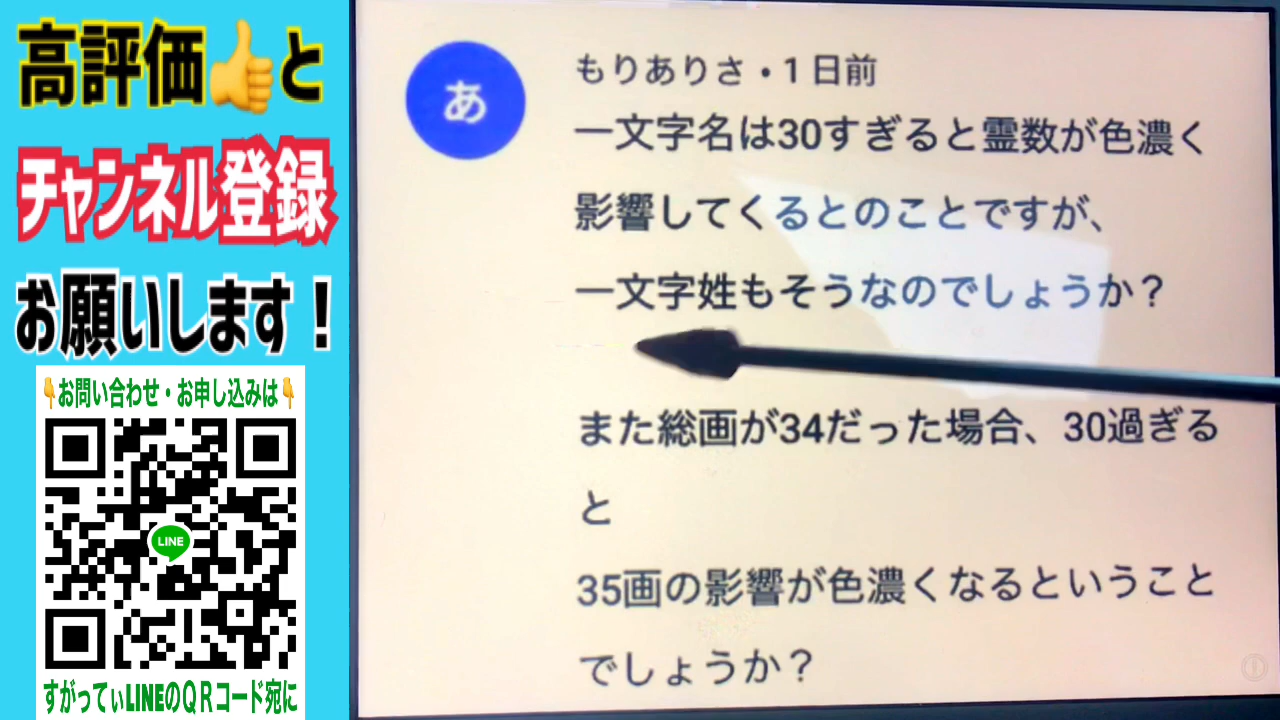 高評価👍と
チャンネル登録
お願いします！
👇お問い合わせ・お申し込みは👇
LINE
すがってぃLINEのQRコード宛に
あ
もりありさ・1日前
一文字名は30すぎると霊数が色濃く
影響してくるとのことですが、
一文字姓もそうなのでしょうか？
また総画が34だった場合、30過ぎる
と
35画の影響が色濃くなるということ
でしょうか？